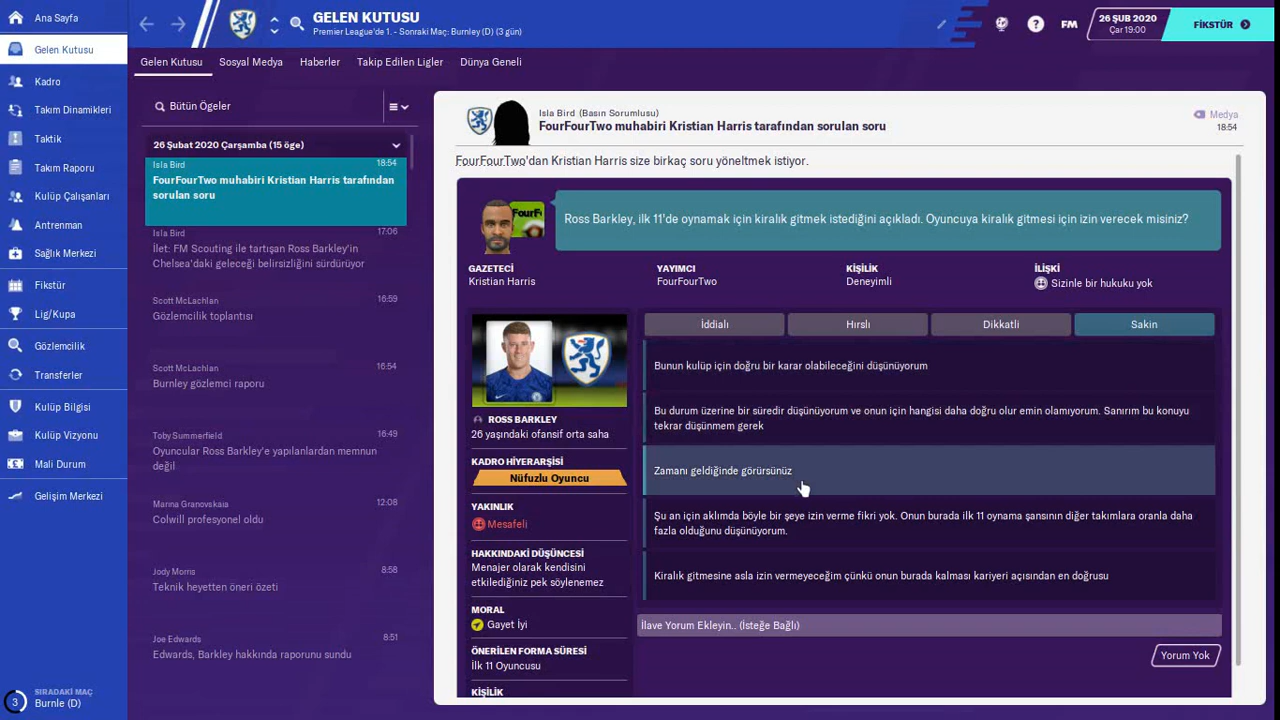 Ana Sayfa
Gelen Kutusu
Kadro
Takım Dinamikleri
Taktik
Takım Raporu
Kulüp Çalışanları
Antrenman
Sağlık Merkezi
Fikstür
Lig/Kupa
Gözlemcilik
Transferler
Kulüp Bilgisi
Kulüp Vizyonu
Mali Durum
Gelişim Merkezi
3
SIRADAKİ MAÇ
Burnle (D)
GELEN KUTUSU
Premier League'de 1. - Sonraki Maç: Burnley (D) (3 gün)
?
FM
26 ŞUB 2020
Çar 19:00
FİKSTÜR
Gelen Kutusu
Sosyal Medya
Haberler
Takip Edilen Ligler
Dünya Geneli
Bütün Ögeler
26 Şubat 2020 Çarşamba (15 öge)
Isla Bird 18:54
FourFourTwo muhabiri Kristian Harris tarafından
sorulan soru
Isla Bird 17:06
İlet: FM Scouting ile tartışan Ross Barkley'in
Chelsea'daki geleceği belirsizliğini sürdürüyor
Scott McLachlan 16:59
Gözlemcilik toplantısı
Scott McLachlan 16:54
Burnley gözlemci raporu
Toby Summerfield 16:49
Oyuncular Ross Barkley'e yapılanlardan memnun
değil
Marina Granovskaia 12:08
Colwill profesyonel oldu
Jody Morris 8:58
Teknik heyetten öneri özeti
Joe Edwards 8:51
Edwards, Barkley hakkında raporunu sundu
Isla Bird (Basın Sorumlusu)
FourFourTwo muhabiri Kristian Harris tarafından sorulan soru
Medya
18:54
FourFourTwo'dan Kristian Harris size birkaç soru yöneltmek istiyor.
FourF
Ross Barkley, ilk 11'de oynamak için kiralık gitmek istediğini açıkladı. Oyuncuya kiralık gitmesi için izin verecek misiniz?
GAZETECİ
Kristian Harris
YAYIMCI
FourFourTwo
KİŞİLİK
Deneyimli
İLİŞKİ
Sizinle bir hukuku yok
ROSS BARKLEY
26 yaşındaki ofansif orta saha
KADRO HİYERARŞİSİ
Nüfuzlu Oyuncu
YAKINLIK
Mesafeli
HAKKINDAKİ DÜŞÜNCESİ
Menajer olarak kendisini
etkilediğiniz pek söylenemez
MORAL
Gayet İyi
ÖNERİLEN FORMA SÜRESİ
İlk 11 Oyuncusu
KİŞİLİK
İddialı
Hırslı
Dikkatli
Sakin
Bunun kulüp için doğru bir karar olabileceğini düşünüyorum
Bu durum üzerine bir süredir düşünüyorum ve onun için hangisi daha doğru olur emin olamıyorum. Sanırım bu konuyu
tekrar düşünmem gerek
Zamanı geldiğinde görürsünüz
Şu an için aklımda böyle bir şeye izin verme fikri yok. Onun burada ilk 11 oynama şansının diğer takımlara oranla daha
fazla olduğunu düşünüyorum.
Kiralık gitmesine asla izin vermeyeceğim çünkü onun burada kalması kariyeri açısından en doğrusu
İlave Yorum Ekleyin.. (İsteğe Bağlı)
Yorum Yok